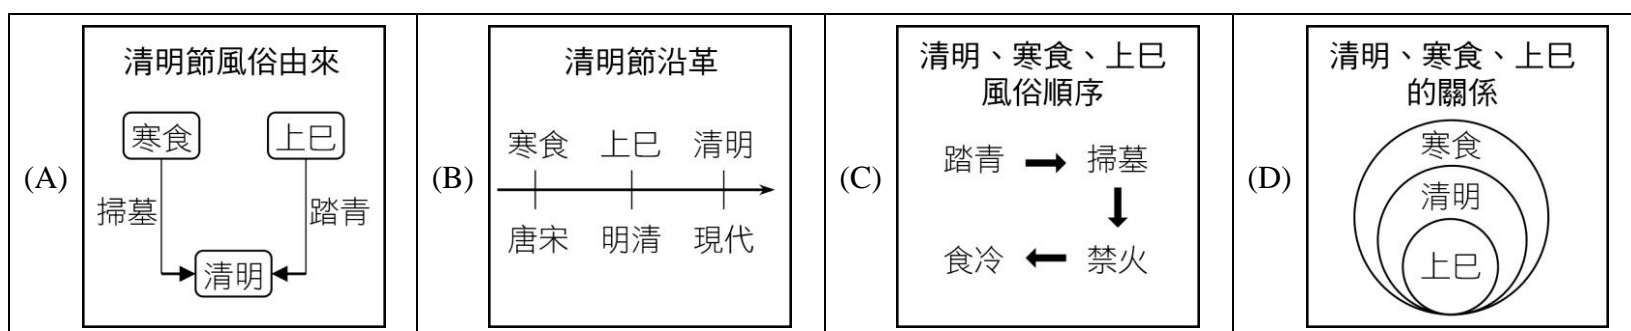 (A)
清明節風俗由來
寒食 上巳
掃墓 踏青
清明
(B)
清明節沿革
寒食 上巳 清明
唐宋 明清 現代
(C)
清明、寒食、上巳
風俗順序
踏青 掃墓
食冷 禁火
(D)
清明、寒食、上巳
的關係
寒食
清明
上巳